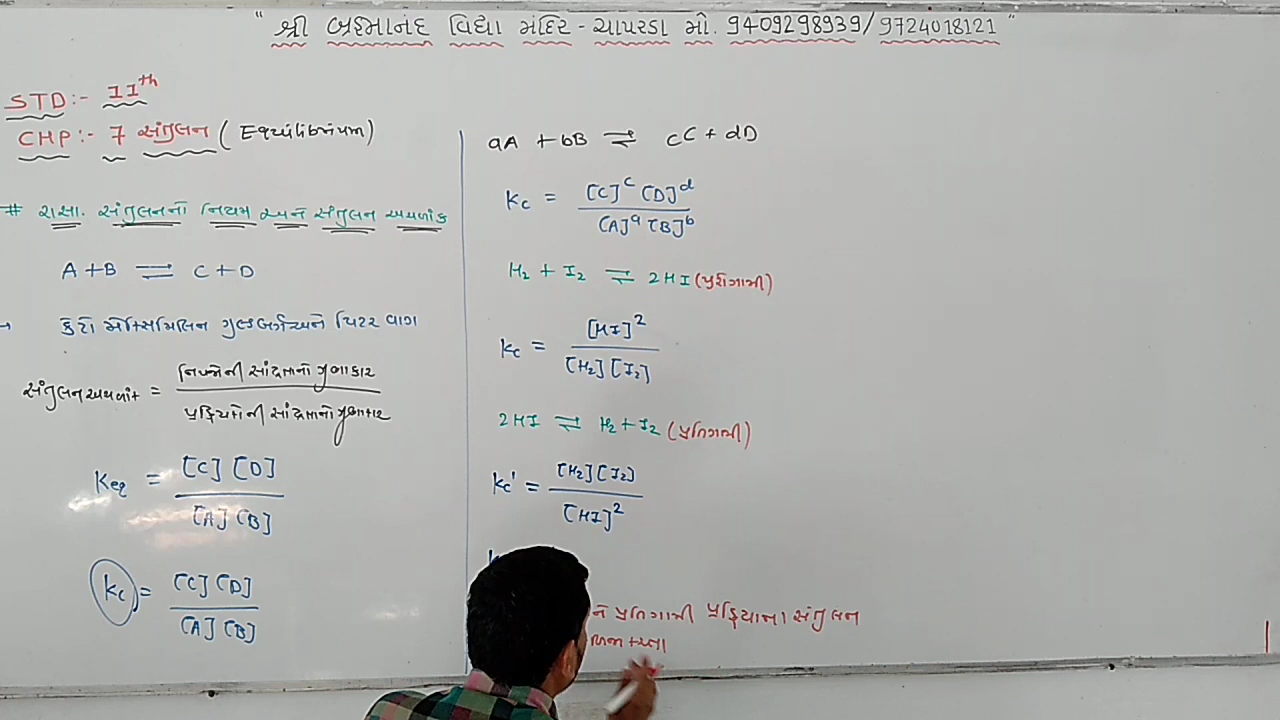 "શ્રી બ્રહ્માનંદ વિદ્યા મંદિર - ચાપરડા મો. 9409298939/9724018121"
STD:- 11th
CHP:- 7 સંતુલન (Equilibrium)
# રાસા. સંતુલનનો નિયમ અને સંતુલન અચળાંક
A + B ⇌ C + D
→ મેક્સિમિલિન ગુલ્ડબર્ગ અને પિટર વાગ
સંતુલન અચળાંક = નિપજોની સાંદ્રતાનો ગુણાકાર
પ્રક્રિયકોની સાંદ્રતાનો ગુણાકાર
Keq = [C] [D]
[A] [B]
Kc = [C] [D]
[A] [B]
aA + bB ⇌ cC + dD
Kc = [C]^c [D]^d
[A]^a [B]^b
H₂ + I₂ ⇌ 2HI (પુરોગામી)
Kc = [HI]²
[H₂] [I₂]
2HI ⇌ H₂ + I₂ (પ્રતિગામી)
Kc' = [H₂] [I₂]
[HI]²
પ્રતિગામી પ્રક્રિયાના સંતુલન